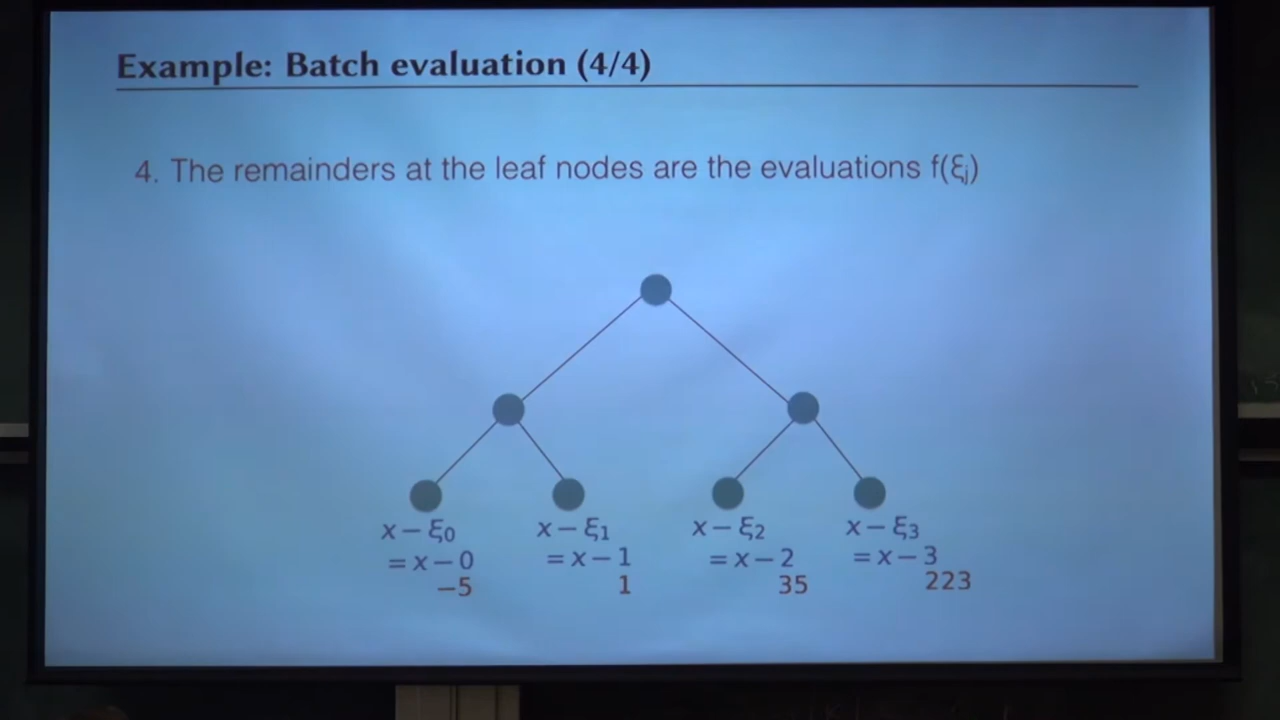 Example: Batch evaluation (4/4)
4. The remainders at the leaf nodes are the evaluations f(ξⱼ)
x − ξ₀
= x − 0
−5
x − ξ₁
= x − 1
1
x − ξ₂
= x − 2
35
x − ξ₃
= x − 3
223